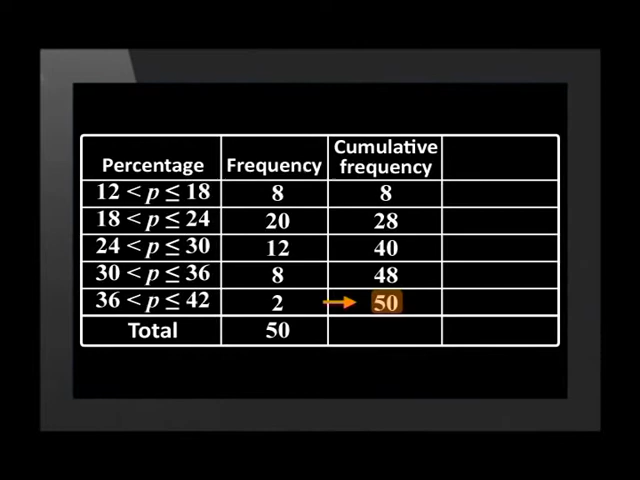 Percentage Frequency Cumulative frequency
12 < p ≤ 18 8 8
18 < p ≤ 24 20 28
24 < p ≤ 30 12 40
30 < p ≤ 36 8 48
36 < p ≤ 42 2 → 50
Total 50